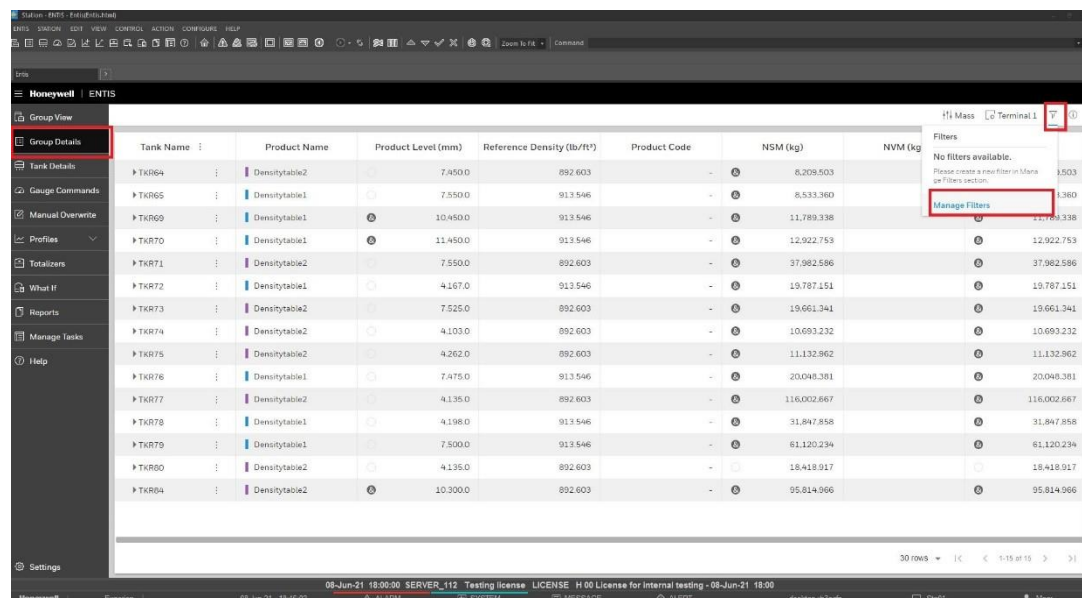 Station - ENTIS - Entis(Entis.html)
ENTIS STATION EDIT VIEW CONTROL ACTION CONFIGURE HELP
Zoom To Fit Command
Entis
Honeywell | ENTIS
Group View
Mass Terminal 1
Group Details
Tank Name Product Name Product Level (mm) Reference Density (lb/ft³) Product Code NSM (kg) NVM (kg
Filters
No filters available.
Please create a new filter in Mana
ge Filters section.
Manage Filters
Tank Details
Gauge Commands
Manual Overwrite
Profiles
Totalizers
What If
Reports
Manage Tasks
Help
TKR64 Densitytable2 7,450.0 892.603 - 8,209.503 .503
TKR65 Densitytable1 7,550.0 913.546 - 8,533.360 .360
TKR69 Densitytable1 10,450.0 913.546 - 11,789.338 11,789.338
TKR70 Densitytable1 11,450.0 913.546 - 12,922.753 12,922.753
TKR71 Densitytable2 7,550.0 892.603 - 37,982.586 37,982.586
TKR72 Densitytable1 4,167.0 913.546 - 19,787.151 19,787.151
TKR73 Densitytable2 7,525.0 892.603 - 19,661.341 19,661.341
TKR74 Densitytable2 4,103.0 892.603 - 10,693.232 10,693.232
TKR75 Densitytable2 4,262.0 892.603 - 11,132.962 11,132.962
TKR76 Densitytable1 7,475.0 913.546 - 20,048.381 20,048.381
TKR77 Densitytable2 4,135.0 892.603 - 116,002.667 116,002.667
TKR78 Densitytable1 4,198.0 913.546 - 31,847.858 31,847.858
TKR79 Densitytable1 7,500.0 913.546 - 61,120.234 61,120.234
TKR80 Densitytable2 4,135.0 892.603 - 18,418.917 18,418.917
TKR84 Densitytable2 10,300.0 892.603 - 95,814.966 95,814.966
30 rows 1-15 of 15
Settings
08-Jun-21 18:00:00 SERVER_112 Testing license LICENSE H 00 License for internal testing - 08-Jun-21 18:00